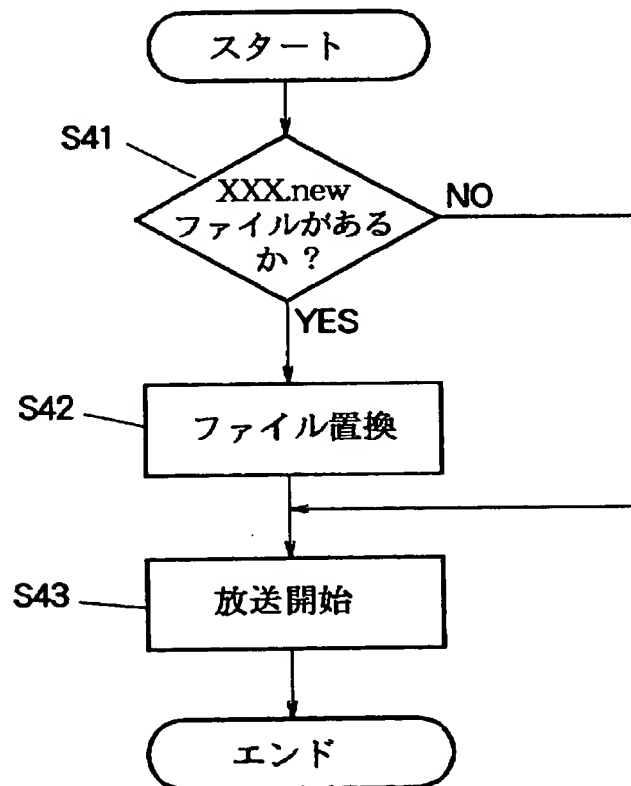 スタート
S41
XXX.new
ファイルがある
か ?
NO
YES
S42
ファイル置換
S43
放送開始
エンド